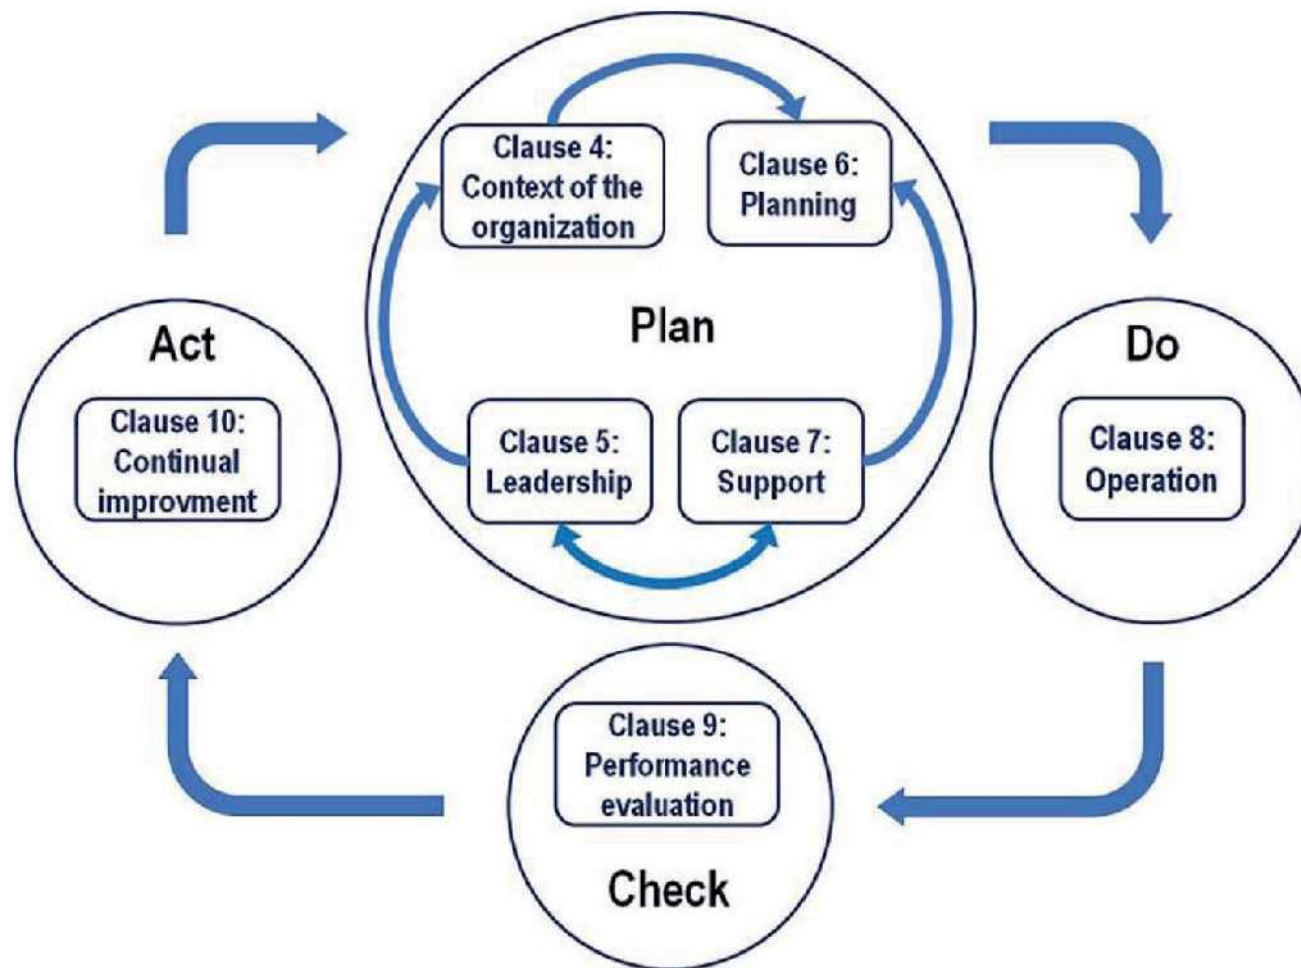 Clause 4:
Context of the
organization
Clause 6:
Planning
Plan
Clause 5:
Leadership
Clause 7:
Support
Do
Clause 8:
Operation
Clause 9:
Performance
evaluation
Check
Act
Clause 10:
Continual
improvment